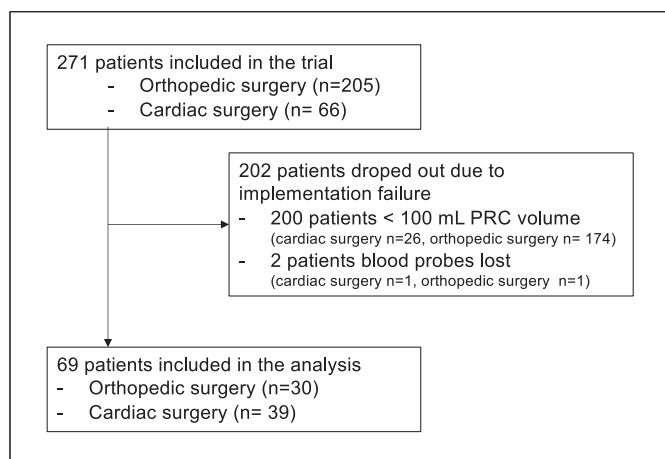 271 patients included in the trial
- Orthopedic surgery (n=205)
- Cardiac surgery (n= 66)
202 patients droped out due to
implementation failure
- 200 patients < 100 mL PRC volume
(cardiac surgery n=26, orthopedic surgery n= 174)
- 2 patients blood probes lost
(cardiac surgery n=1, orthopedic surgery n=1)
69 patients included in the analysis
- Orthopedic surgery (n=30)
- Cardiac surgery (n= 39)